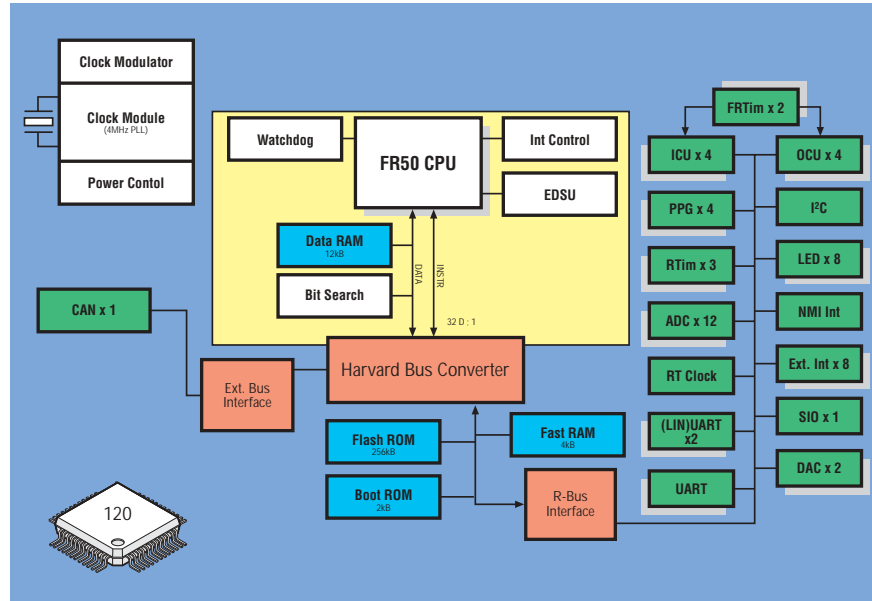 Clock Modulator
Clock Module
(4MHz PLL)
Power Contol
Watchdog
FR50 CPU
Int Control
EDSU
Data RAM
12kB
Bit Search
DATA
INSTR
32 D : 1
CAN x 1
Ext. Bus
Interface
Harvard Bus Converter
Flash ROM
256kB
Fast RAM
4kB
Boot ROM
2kB
R-Bus
Interface
FRTim x 2
ICU x 4
OCU x 4
PPG x 4
I²C
RTim x 3
LED x 8
ADC x 12
NMI Int
RT Clock
Ext. Int x 8
(LIN)UART
x2
SIO x 1
UART
DAC x 2
120